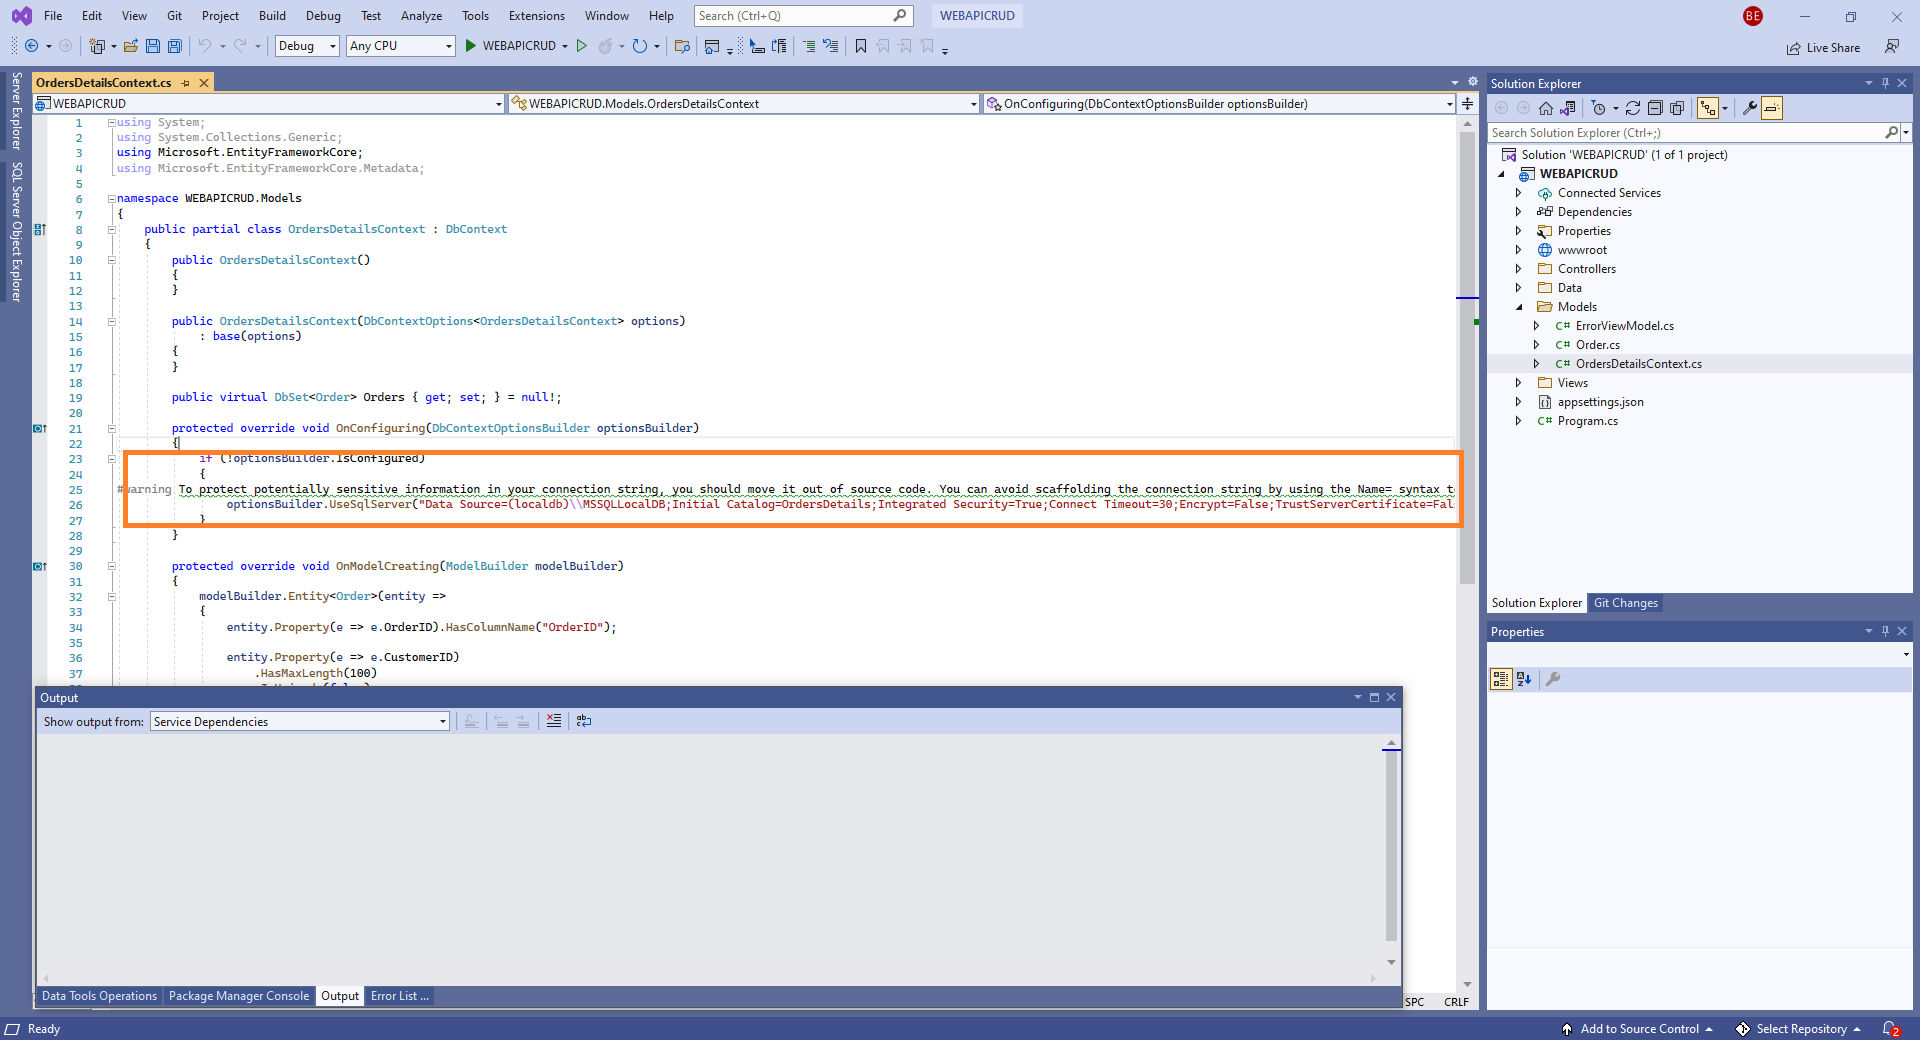 File Edit View Git Project Build Debug Test Analyze Tools Extensions Window Help Search (Ctrl+Q) WEBAPICRUD BE
Debug Any CPU WEBAPICRUD Live Share
Server Explorer
SQL Server Object Explorer
OrdersDetailsContext.cs
WEBAPICRUD WEBAPICRUD.Models.OrdersDetailsContext OnConfiguring(DbContextOptionsBuilder optionsBuilder)
1 using System;
2 using System.Collections.Generic;
3 using Microsoft.EntityFrameworkCore;
4 using Microsoft.EntityFrameworkCore.Metadata;
5
6 namespace WEBAPICRUD.Models
7 {
8 public partial class OrdersDetailsContext : DbContext
9 {
10 public OrdersDetailsContext()
11 {
12 }
13
14 public OrdersDetailsContext(DbContextOptions<OrdersDetailsContext> options)
15 : base(options)
16 {
17 }
18
19 public virtual DbSet<Order> Orders { get; set; } = null!;
20
21 protected override void OnConfiguring(DbContextOptionsBuilder optionsBuilder)
22 {
23 if (!optionsBuilder.IsConfigured)
24 {
25 #warning To protect potentially sensitive information in your connection string, you should move it out of source code. You can avoid scaffolding the connection string by using the Name= syntax t
26 optionsBuilder.UseSqlServer("Data Source=(localdb)\\MSSQLLocalDB;Initial Catalog=OrdersDetails;Integrated Security=True;Connect Timeout=30;Encrypt=False;TrustServerCertificate=Fal
27 }
28 }
29
30 protected override void OnModelCreating(ModelBuilder modelBuilder)
31 {
32 modelBuilder.Entity<Order>(entity =>
33 {
34 entity.Property(e => e.OrderID).HasColumnName("OrderID");
35
36 entity.Property(e => e.CustomerID)
37 .HasMaxLength(100)
Output
Show output from: Service Dependencies
Data Tools Operations Package Manager Console Output Error List ...
SPC CRLF
Solution Explorer
Search Solution Explorer (Ctrl+;)
Solution 'WEBAPICRUD' (1 of 1 project)
WEBAPICRUD
Connected Services
Dependencies
Properties
wwwroot
Controllers
Data
Models
C# ErrorViewModel.cs
C# Order.cs
C# OrdersDetailsContext.cs
Views
appsettings.json
C# Program.cs
Solution Explorer Git Changes
Properties
Ready Add to Source Control Select Repository 2